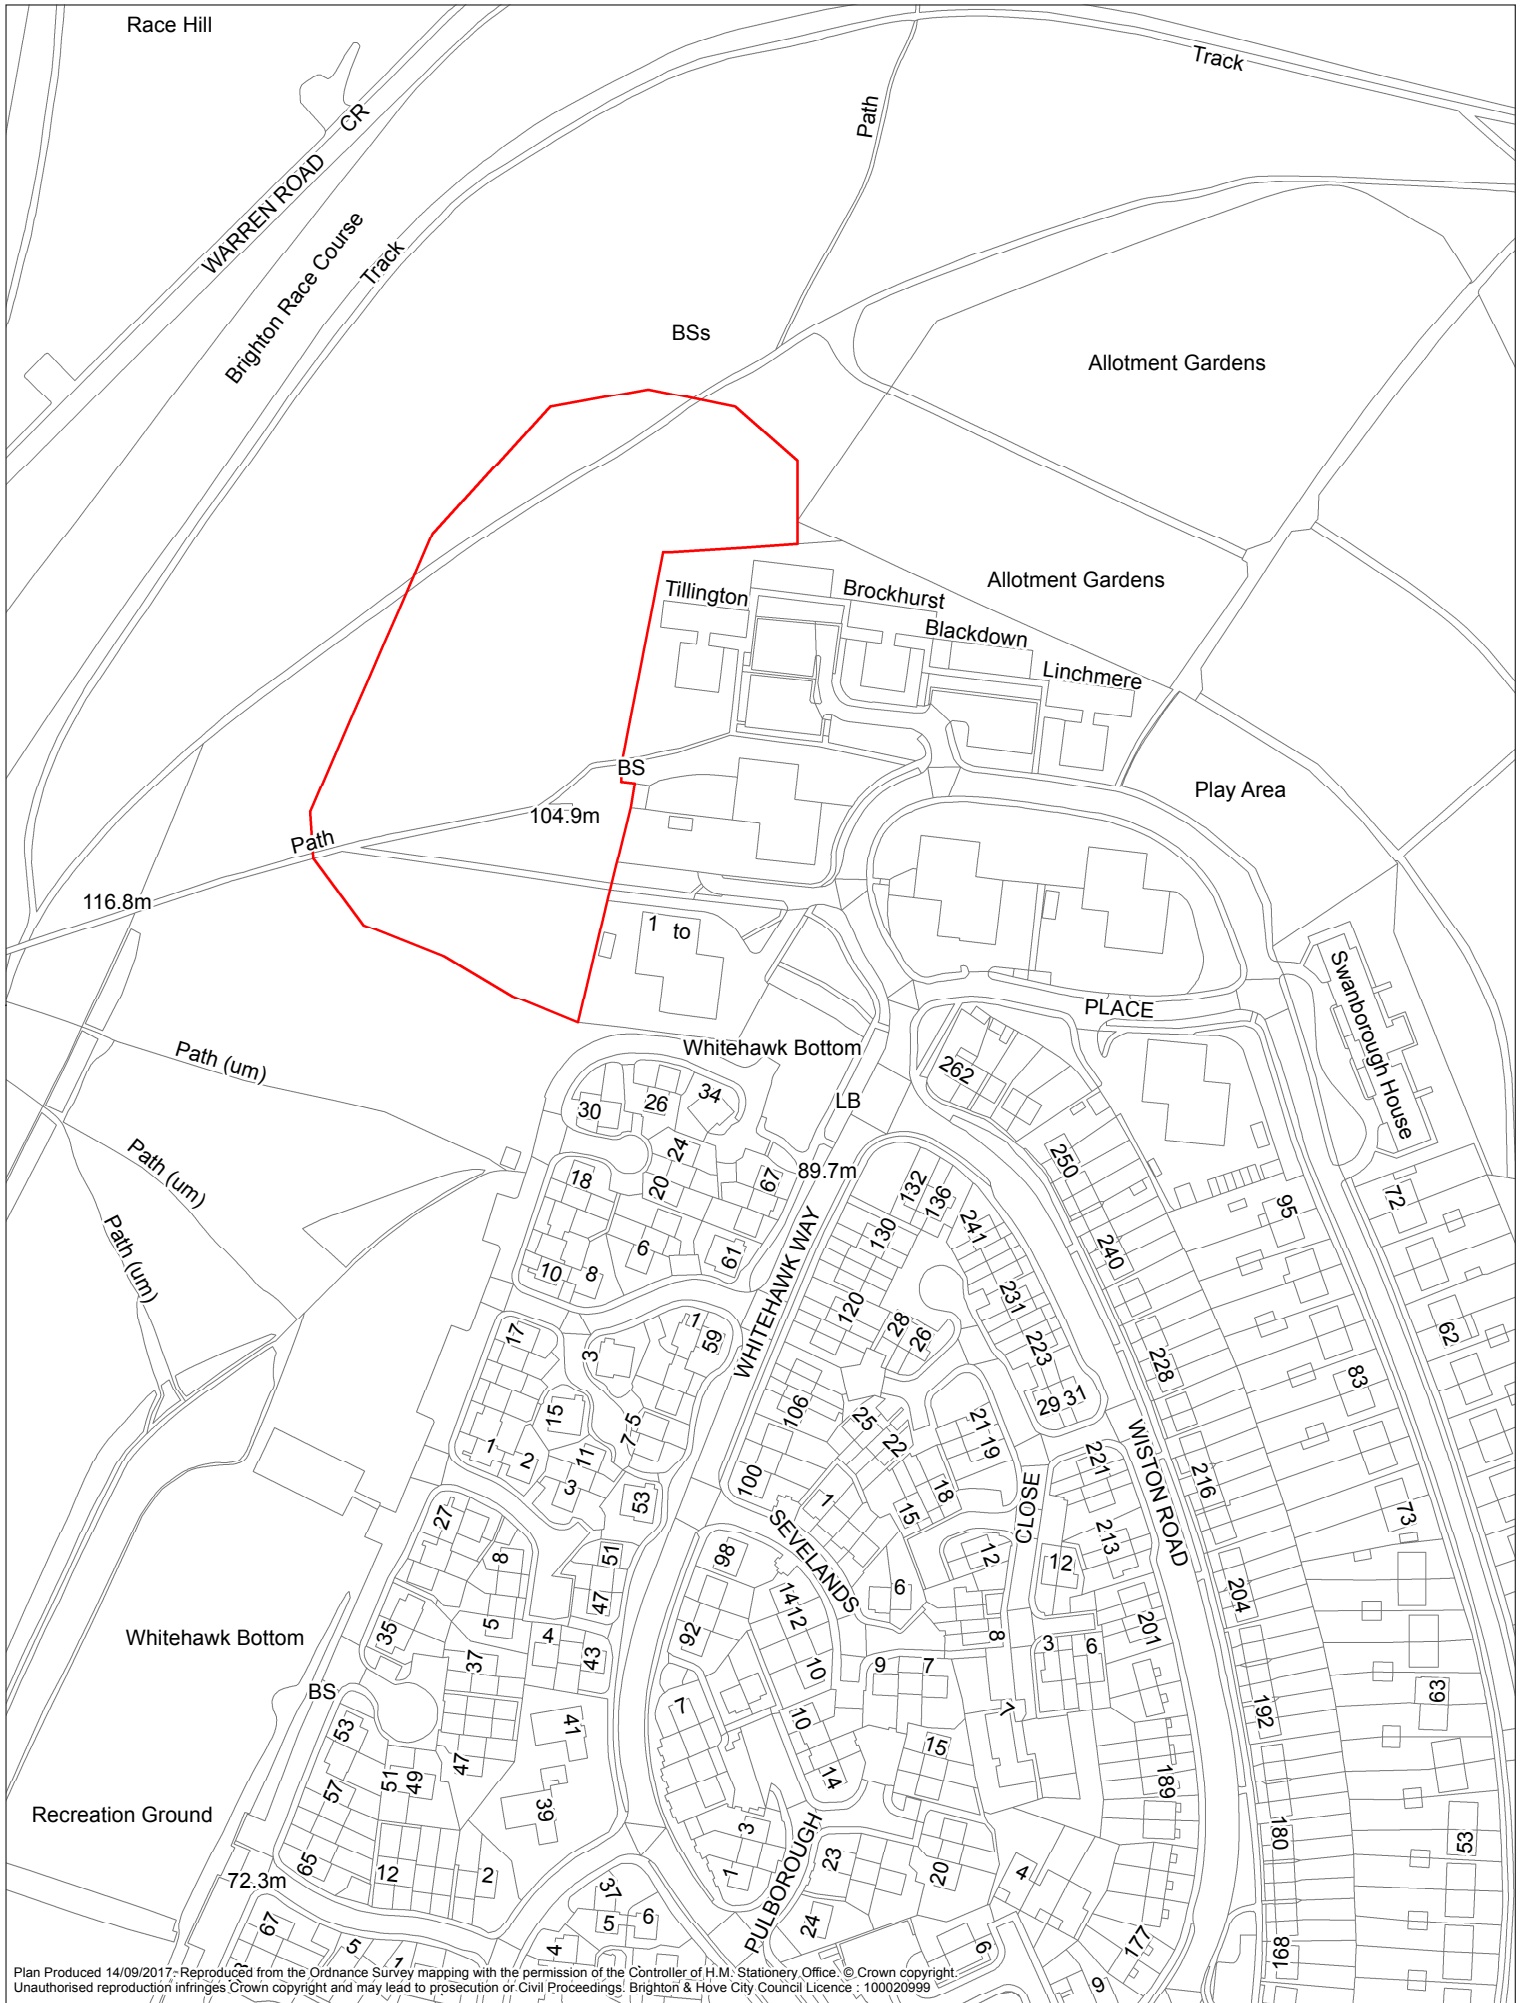 Race Hill
Track
CR
Path
WARREN ROAD
Brighton Race Course
Track
BSs
Allotment Gardens
Allotment Gardens
Tillington
Brockhurst
Blackdown
Linchmere
BS
Play Area
104.9m
Path
116.8m
1 to
Swanborough House
PLACE
Whitehawk Bottom
Path (um)
262
LB
30
26
34
24
250
Path (um)
89.7m
18
20
67
132
136
72
95
Path (um)
130
241
240
6
61
10
8
WHITEHAWK WAY
231
120
28
26
17
1
59
3
223
228
62
83
29
31
106
15
7-5
25
22
21
19
1
2
11
WISTON ROAD
221
216
100
3
53
1
18
15
CLOSE
73
27
SEVELANDS
213
98
8
51
12
12
6
204
14
12
47
5
92
35
4
43
8
3
6
201
Whitehawk Bottom
37
10
9
7
BS
7
7
63
192
53
41
10
15
47
51
49
14
57
189
39
Recreation Ground
3
PULBOROUGH
180
53
65
23
20
12
2
1
4
72.3m
37
67
5
6
24
5
1
4
6
177
168
9
Plan Produced 14/09/2017. Reproduced from the Ordnance Survey mapping with the permission of the Controller of H.M. Stationery Office. © Crown copyright.
Unauthorised reproduction infringes Crown copyright and may lead to prosecution or Civil Proceedings. Brighton & Hove City Council Licence : 100020999